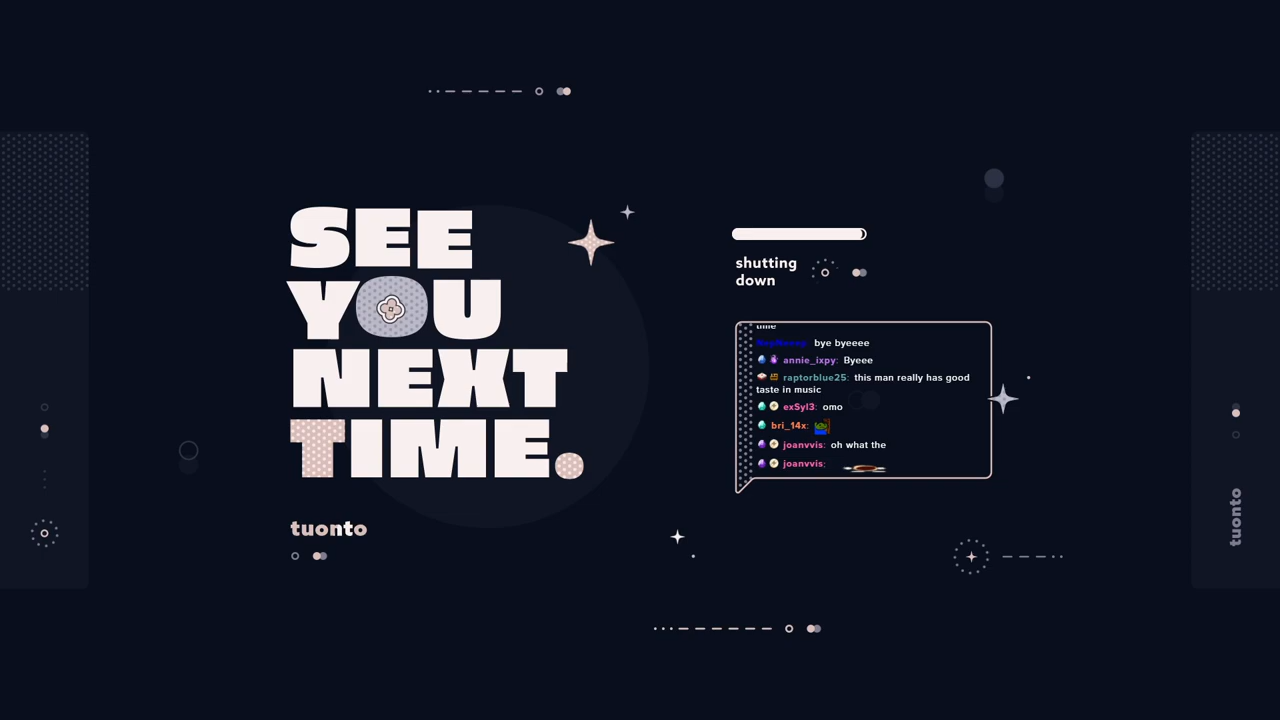 SEE
YOU
NEXT
TIME.
tuonto
shutting
down
time
bye byeeee
annie_ixpy: Byeee
raptorblue25: this man really has good
taste in music
exSyl3: omo
bri_14x:
joanvvis: oh what the
joanvvis:
tuonto